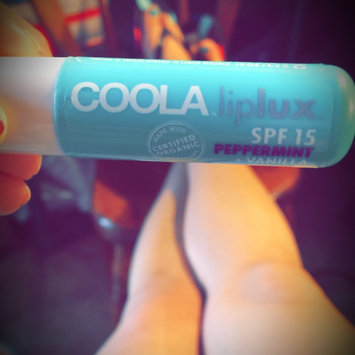 COOLA liplux
SPF 15
PEPPERMINT
VANILLA
MADE WITH
CERTIFIED
ORGANIC